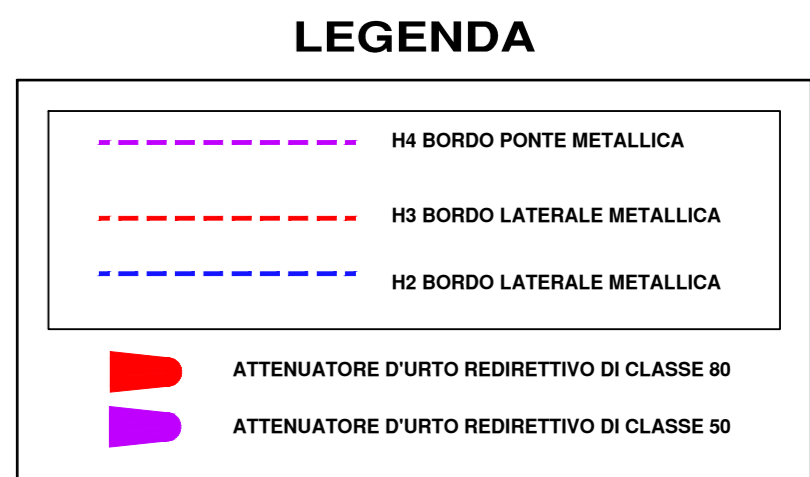 LEGENDA
H4 BORDO PONTE METALLICA
H3 BORDO LATERALE METALLICA
H2 BORDO LATERALE METALLICA
ATTENUATORE D'URTO REDIRETTIVO DI CLASSE 80
ATTENUATORE D'URTO REDIRETTIVO DI CLASSE 50